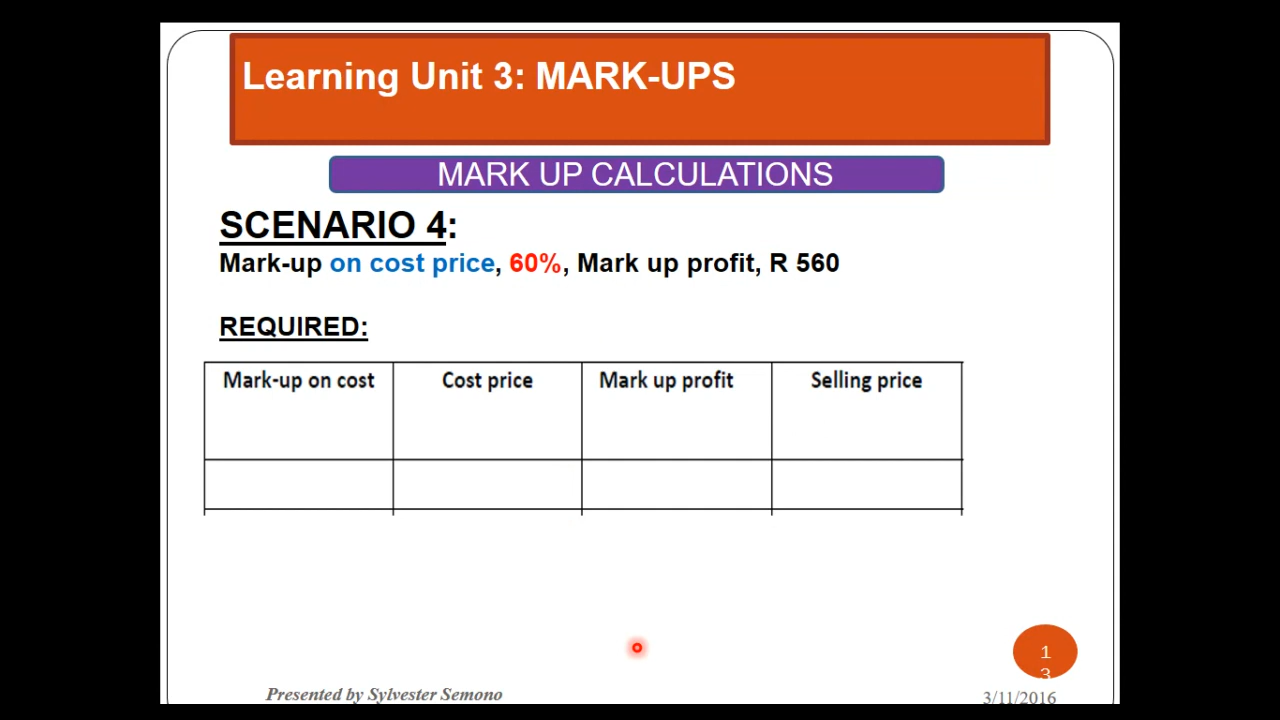 Learning Unit 3: MARK-UPS
MARK UP CALCULATIONS
SCENARIO 4:
Mark-up on cost price, 60%, Mark up profit, R 560
REQUIRED:
Mark-up on cost Cost price Mark up profit Selling price
1
3
Presented by Sylvester Semono 3/11/2016